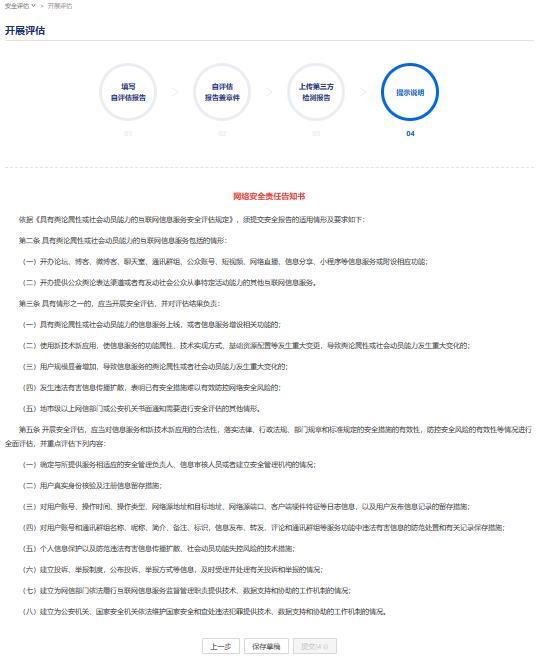 安全评估 > 开展评估
开展评估
填写
自评估报告
自评估
报告盖章件
上传第三方
检测报告
提示说明
01
02
03
04
网络安全责任告知书
依据《具有舆论属性或社会动员能力的互联网信息服务安全评估规定》，须提交安全报告的适用情形及要求如下：
第二条 具有舆论属性或社会动员能力的互联网信息服务包括的情形：
（一）开办论坛、博客、微博客、聊天室、通讯群组、公众账号、短视频、网络直播、信息分享、小程序等信息服务或附设相应功能；
（二）开办提供公众舆论表达渠道或者有发动社会公众从事特定活动能力的其他互联网信息服务。
第三条 具有情形之一的，应当开展安全评估，并对评估结果负责：
（一）具有舆论属性或社会动员能力的信息服务上线，或者信息服务增设相关功能的；
（二）使用新技术新应用，使信息服务的功能属性、技术实现方式、基础资源配置等发生重大变更，导致舆论属性或社会动员能力发生重大变化的；
（三）用户规模显著增加，导致信息服务的舆论属性或者社会动员能力发生重大变化的；
（四）发生违法有害信息传播扩散，表明已有安全措施难以有效防控网络安全风险的；
（五）地市级以上网信部门或公安机关书面通知需要进行安全评估的其他情形。
第五条 开展安全评估，应当对信息服务和新技术新应用的合法性，落实法律、行政法规、部门规章和标准规定的安全措施的有效性，防控安全风险的有效性等情况进行
全面评估，并重点评估下列内容：
（一）确定与所提供服务相适应的安全管理负责人、信息审核人员或者建立安全管理机构的情况；
（二）用户真实身份核验及注册信息留存措施；
（三）对用户账号、操作时间、操作类型、网络源地址和目标地址、网络源端口、客户端硬件特征等日志信息，以及用户发布信息记录的留存措施；
（四）对用户账号和通讯群组名称、昵称、简介、备注、标识，信息发布、转发、评论和通讯群组等服务功能中违法有害信息的防范处置和有关记录保存措施；
（五）个人信息保护以及防范违法有害信息传播扩散、社会动员功能失控风险的技术措施；
（六）建立投诉、举报制度，公布投诉、举报方式等信息，及时受理并处理有关投诉和举报的情况；
（七）建立为网信部门依法履行互联网信息服务监督管理职责提供技术、数据支持和协助的工作机制的情况；
（八）建立为公安机关、国家安全机关依法维护国家安全和查处违法犯罪提供技术、数据支持和协助的工作机制的情况。
上一步 保存草稿 提交